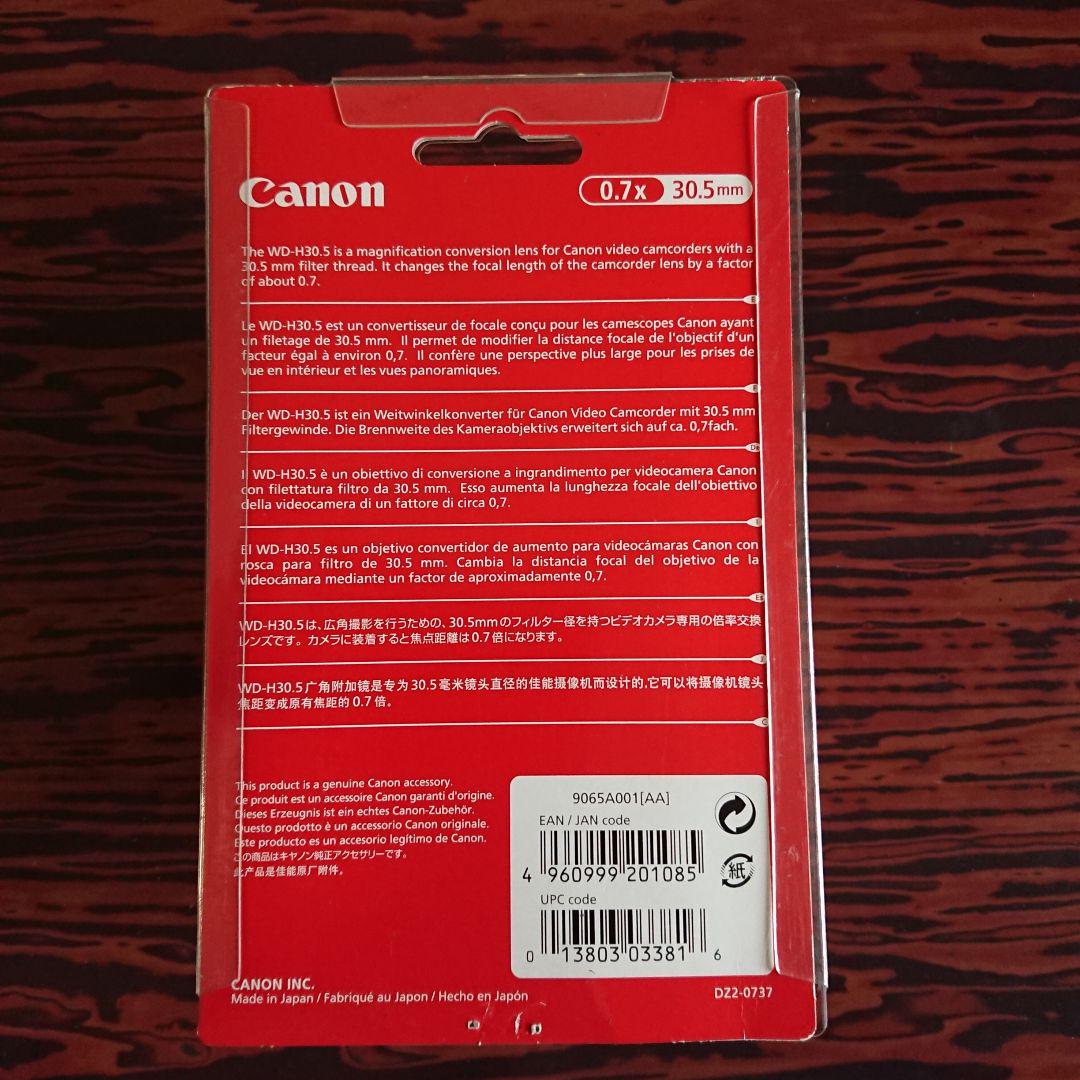 Canon
0.7x 30.5mm
The WD-H30.5 is a magnification conversion lens for Canon video camcorders with a
30.5 mm filter thread. It changes the focal length of the camcorder lens by a factor
of about 0.7.
E
Le WD-H30.5 est un convertisseur de focale conçu pour les camescopes Canon ayant
un filetage de 30.5 mm. Il permet de modifier la distance focale de l'objectif d'un
facteur égal à environ 0,7. Il confère une perspective plus large pour les prises de
vue en intérieur et les vues panoramiques.
F
Der WD-H30.5 ist ein Weitwinkelkonverter für Canon Video Camcorder mit 30.5 mm
Filtergewinde. Die Brennweite des Kameraobjektivs erweitert sich auf ca. 0,7fach.
Il WD-H30.5 è un obiettivo di conversione a ingrandimento per videocamera Canon
con filettatura filtro da 30.5 mm. Esso aumenta la lunghezza focale dell'obiettivo
della videocamera di un fattore di circa 0,7.
I
El WD-H30.5 es un objetivo convertidor de aumento para videocámaras Canon con
rosca para filtro de 30.5 mm. Cambia la distancia focal del objetivo de la
videocámara mediante un factor de aproximadamente 0,7.
Es
WD-H30.5は、広角撮影を行うための、30.5mmのフィルター径を持つビデオカメラ専用の倍率交換
レンズです。カメラに装着すると焦点距離は0.7倍になります。
J
WD-H30.5广角附加镜是专为30.5毫米镜头直径的佳能摄像机而设计的,它可以将摄像机镜头
焦距变成原有焦距的0.7倍。
C
This product is a genuine Canon accessory.
Ce produit est un accessoire Canon garanti d'origine.
Dieses Erzeugnis ist ein echtes Canon-Zubehör.
Questo prodotto è un accessorio Canon originale.
Este producto es un accesorio legítimo de Canon.
この商品はキヤノン純正アクセサリーです。
此产品是佳能原厂附件。
9065A001[AA]
EAN / JAN code
4 960999 201085
紙
UPC code
0 13803 03381 6
CANON INC.
Made in Japan / Fabriqué au Japon / Hecho en Japón
DZ2-0737